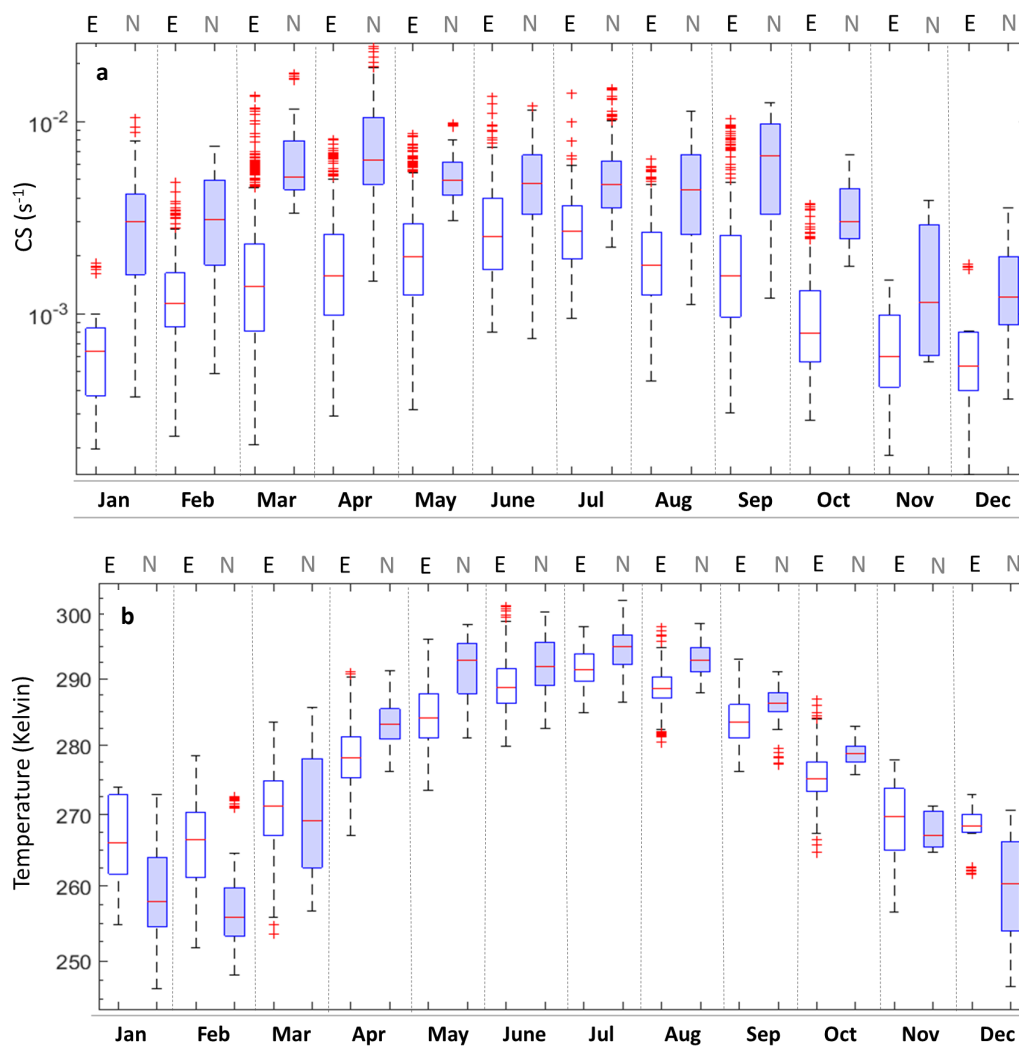 E N E N E N E N E N E N E N E N E N E N E N E N
a
10-2
CS (s-1)
10-3
Jan Feb Mar Apr May June Jul Aug Sep Oct Nov Dec
E N E N E N E N E N E N E N E N E N E N E N E N
b
300
290
280
270
260
250
Temperature (Kelvin)
Jan Feb Mar Apr May June Jul Aug Sep Oct Nov Dec